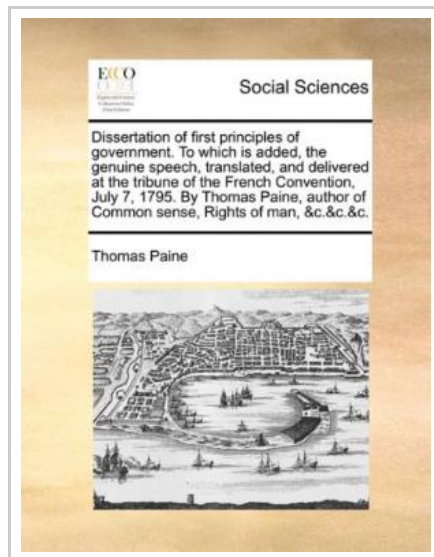 ECCO
Social Sciences
Dissertation of first principles of
government. To which is added, the
genuine speech, translated, and delivered
at the tribune of the French Convention,
July 7, 1795. By Thomas Paine, author of
Common sense, Rights of man, &c.&c.&c.
Thomas Paine